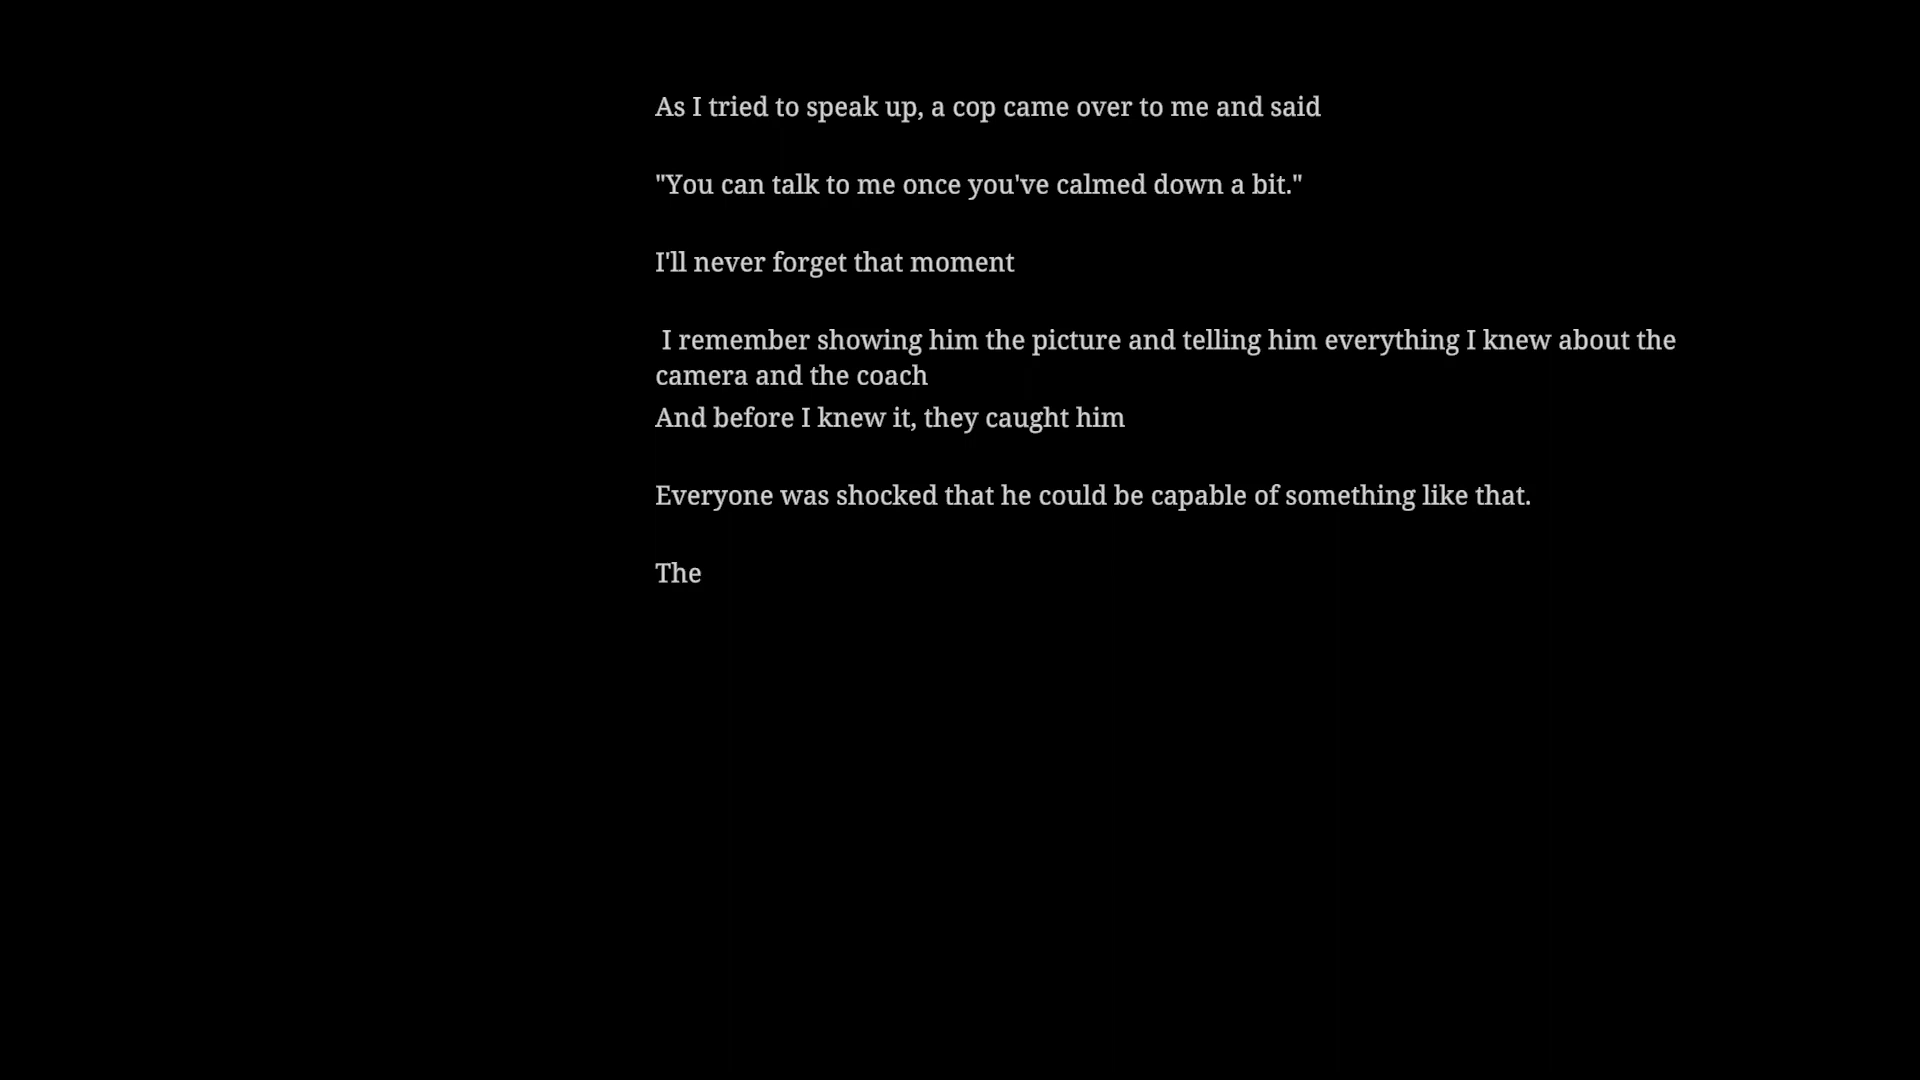 As I tried to speak up, a cop came over to me and said
"You can talk to me once you've calmed down a bit."
I'll never forget that moment
I remember showing him the picture and telling him everything I knew about the
camera and the coach
And before I knew it, they caught him
Everyone was shocked that he could be capable of something like that.
The